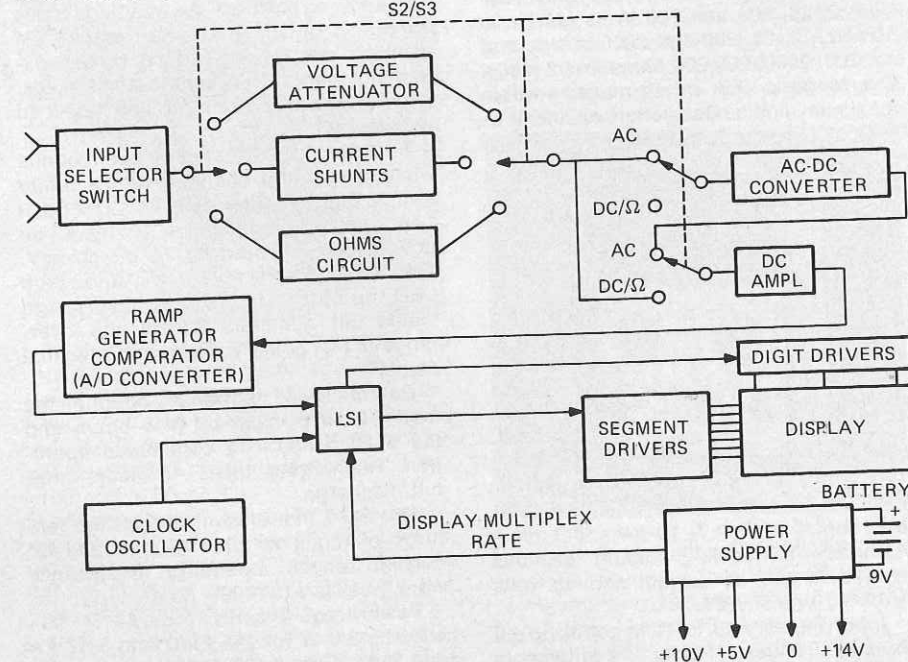 S2/S3
VOLTAGE
ATTENUATOR
INPUT
SELECTOR
SWITCH
CURRENT
SHUNTS
OHMS
CIRCUIT
AC
DC/Ω
AC
DC/Ω
AC-DC
CONVERTER
DC
AMPL
RAMP
GENERATOR
COMPARATOR
(A/D CONVERTER)
DIGIT DRIVERS
LSI
SEGMENT
DRIVERS
DISPLAY
CLOCK
OSCILLATOR
DISPLAY MULTIPLEX
RATE
POWER
SUPPLY
BATTERY
+
9V
+10V +5V 0 +14V